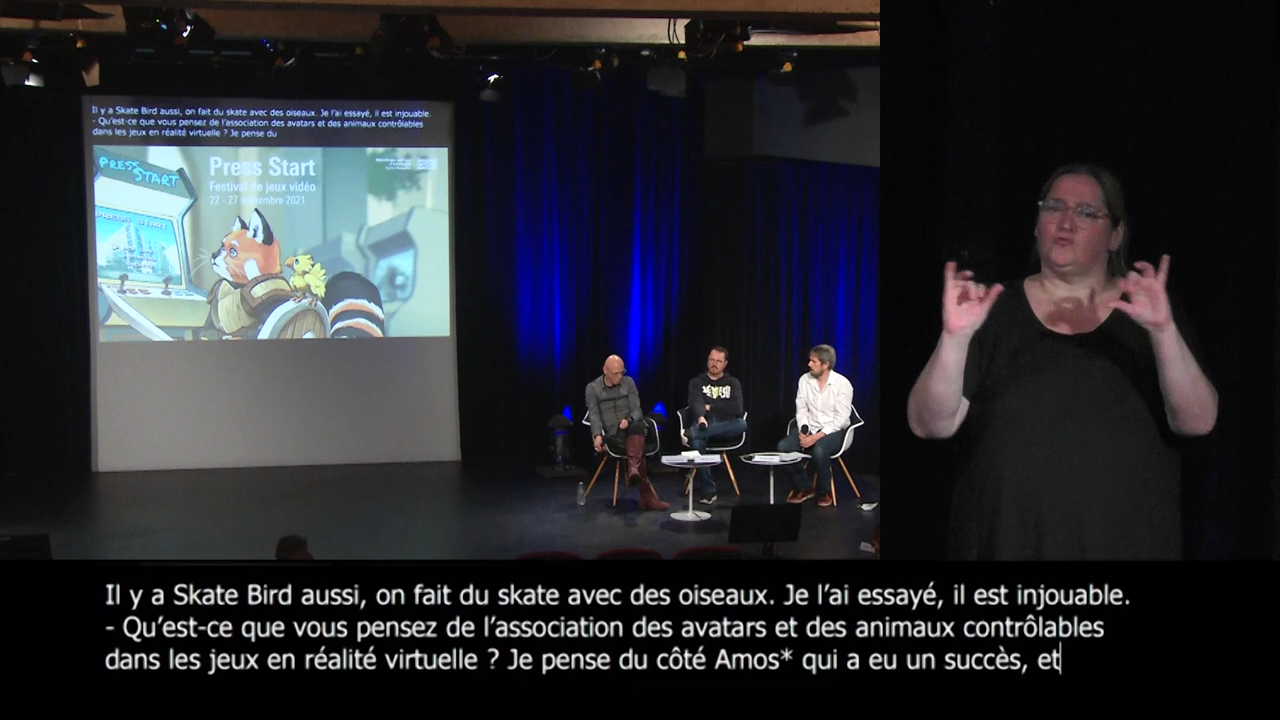 Il y a Skate Bird aussi, on fait du skate avec des oiseaux. Je l'ai essayé, il est injouable.
- Qu'est-ce que vous pensez de l'association des avatars et des animaux contrôlables
dans les jeux en réalité virtuelle ? Je pense du
PRESS
START
Press Start
Festival de jeux vidéo
22 - 27 septembre 2021
Il y a Skate Bird aussi, on fait du skate avec des oiseaux. Je l'ai essayé, il est injouable.
- Qu'est-ce que vous pensez de l'association des avatars et des animaux contrôlables
dans les jeux en réalité virtuelle ? Je pense du côté Amos* qui a eu un succès, et